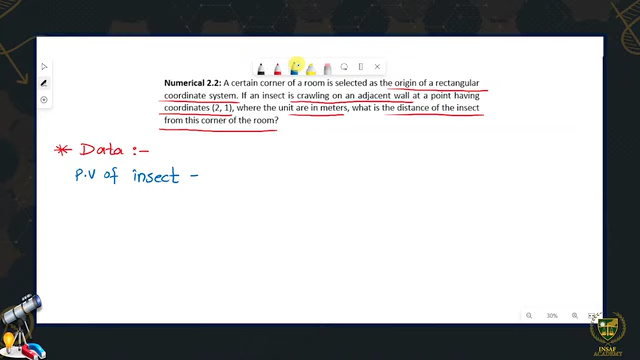 Numerical 2.2: A certain corner of a room is selected as the origin of a rectangular
coordinate system. If an insect is crawling on an adjacent wall at a point having
coordinates (2, 1), where the unit are in meters, what is the distance of the insect
from this corner of the room?
* Data :-
P.V of insect -
30%
INSAF
ACADEMY